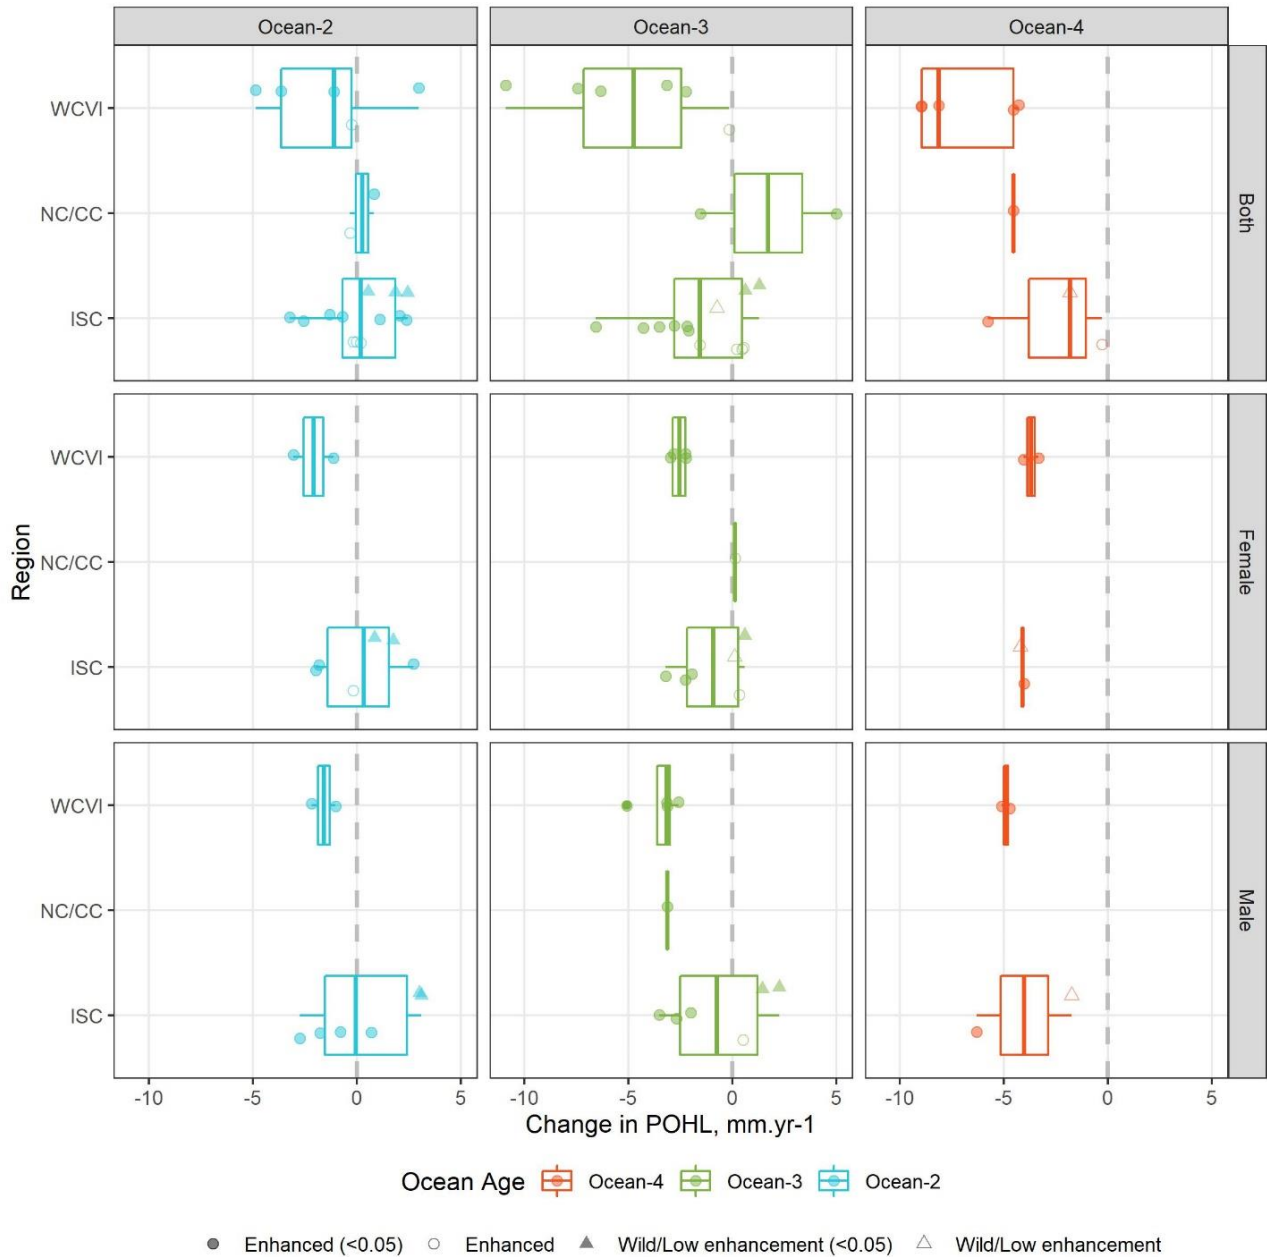 Ocean-2 Ocean-3 Ocean-4
WCVI
NC/CC
ISC
Both
WCVI
NC/CC
ISC
Female
WCVI
NC/CC
ISC
Male
Region
-10 -5 0 5 -10 -5 0 5 -10 -5 0 5
Change in POHL, mm.yr-1
Ocean Age Ocean-4 Ocean-3 Ocean-2
Enhanced (<0.05) Enhanced Wild/Low enhancement (<0.05) Wild/Low enhancement